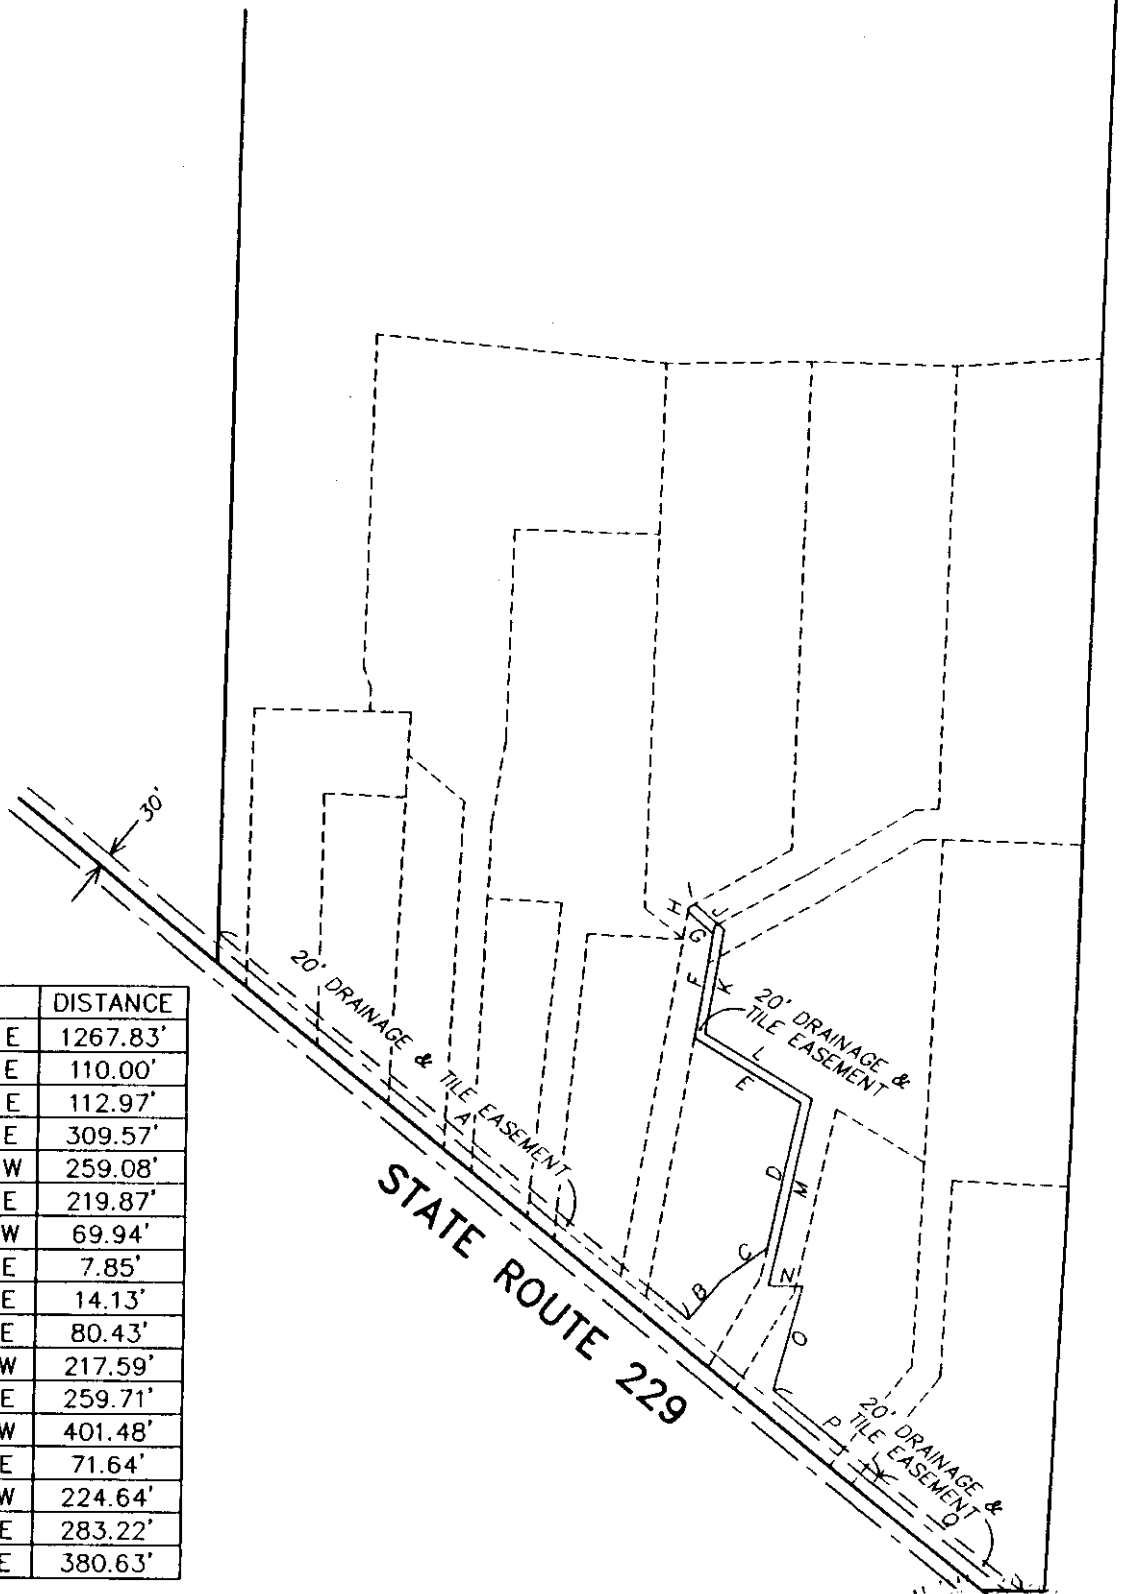 30'
20' DRAINAGE & TILE EASEMENT
A
STATE ROUTE 229
H
J
G
F
K
20' DRAINAGE &
TILE EASEMENT
L
E
D
M
C
B
N
O
P
20' DRAINAGE &
TILE EASEMENT
Q
DISTANCE
E 1267.83'
E 110.00'
E 112.97'
E 309.57'
W 259.08'
E 219.87'
W 69.94'
E 7.85'
E 14.13'
E 80.43'
W 217.59'
E 259.71'
W 401.48'
E 71.64'
W 224.64'
E 283.22'
E 380.63'